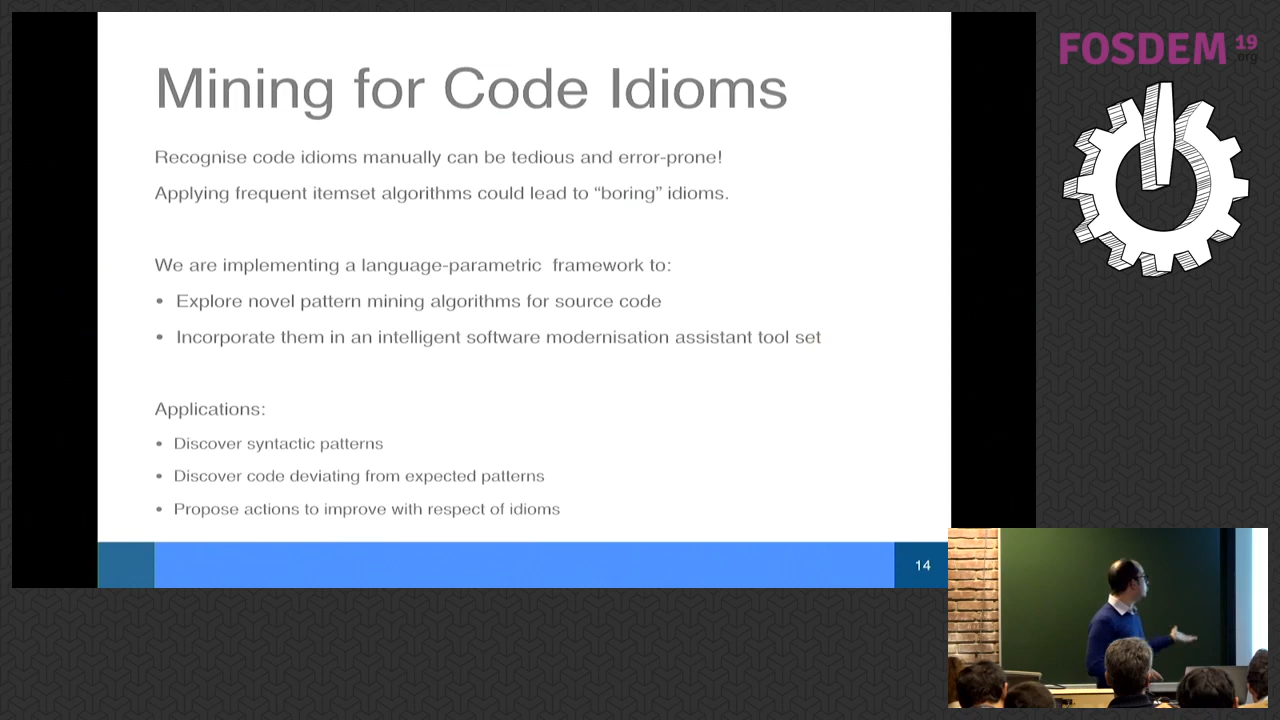 Mining for Code Idioms
Recognise code idioms manually can be tedious and error-prone!
Applying frequent itemset algorithms could lead to “boring” idioms.
We are implementing a language-parametric framework to:
• Explore novel pattern mining algorithms for source code
• Incorporate them in an intelligent software modernisation assistant tool set
Applications:
• Discover syntactic patterns
• Discover code deviating from expected patterns
• Propose actions to improve with respect of idioms
14
FOSDEM 19
.org